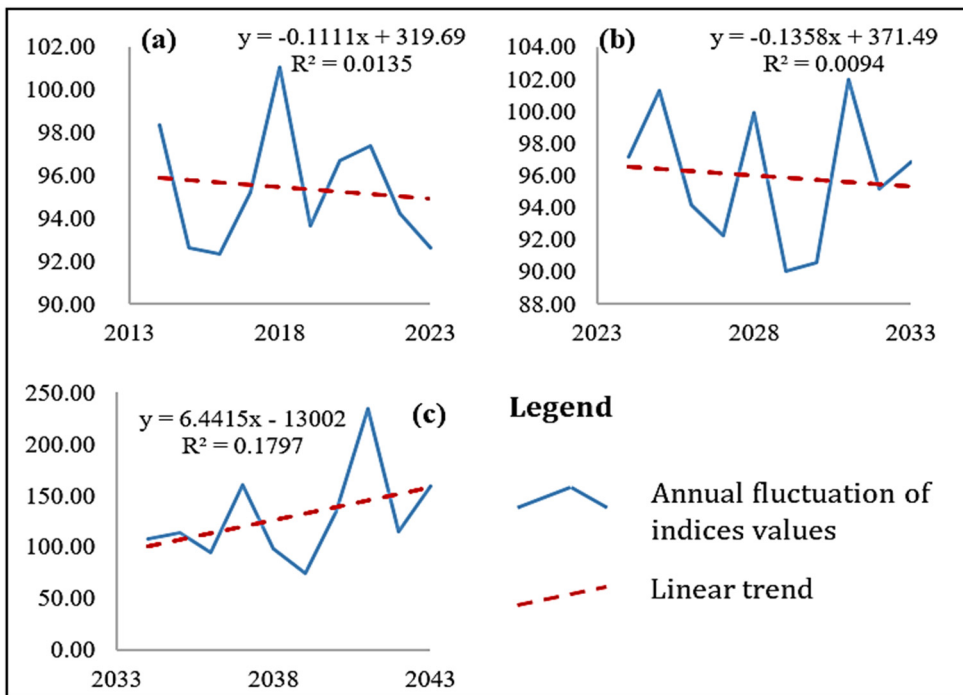 (a)
y = -0.1111x + 319.69
R² = 0.0135
102.00
100.00
98.00
96.00
94.00
92.00
90.00
2013 2018 2023
(b)
y = -0.1358x + 371.49
R² = 0.0094
104.00
102.00
100.00
98.00
96.00
94.00
92.00
90.00
88.00
2023 2028 2033
(c)
y = 6.4415x - 13002
R² = 0.1797
250.00
200.00
150.00
100.00
50.00
0.00
2033 2038 2043
Legend
Annual fluctuation of
indices values
Linear trend